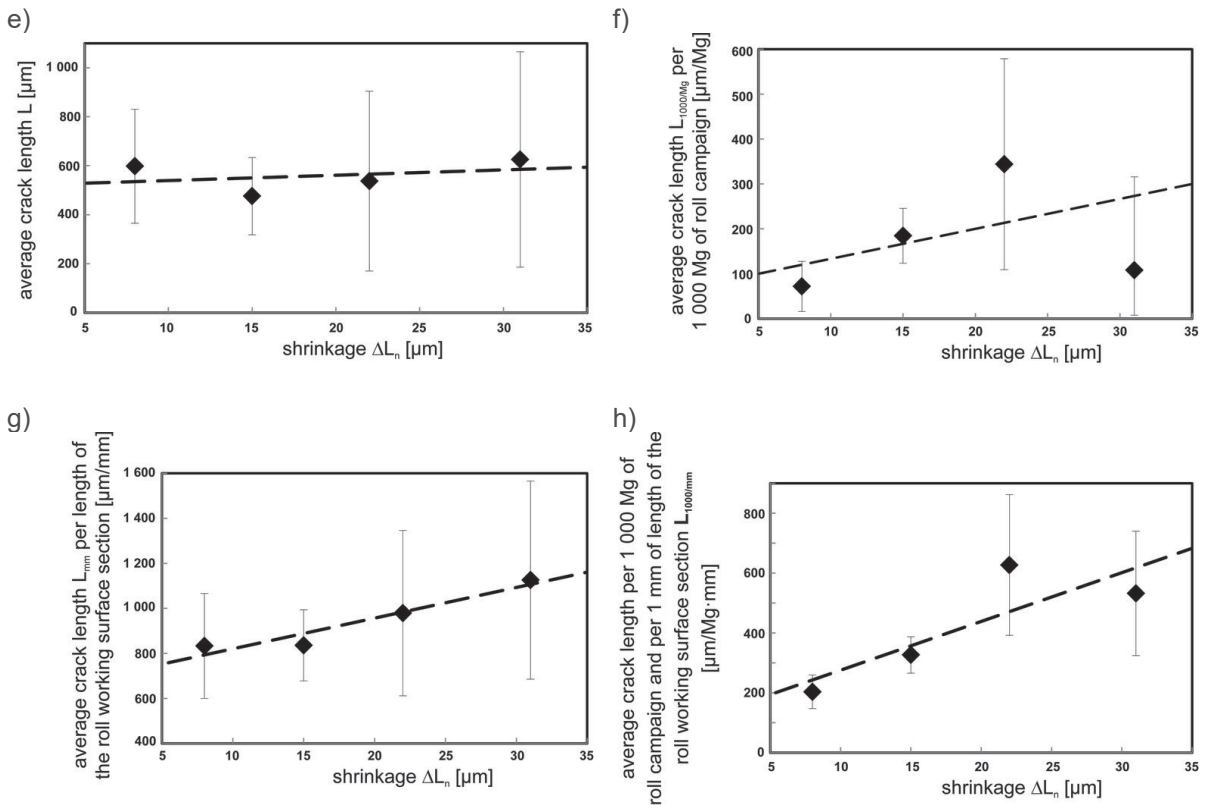 e)
average crack length L [µm]
1 000
800
600
400
200
0
5 10 15 20 25 30 35
shrinkage ΔLn [µm]
f)
average crack length L1000/Mg per
1 000 Mg of roll campaign [µm/Mg]
600
500
400
300
200
100
0
5 10 15 20 25 30 35
shrinkage ΔLn [µm]
g)
average crack length Lmm per length of
the roll working surface section [µm/mm]
1 600
1 400
1 200
1 000
800
600
400
5 10 15 20 25 30 35
shrinkage ΔLn [µm]
h)
average crack length per 1 000 Mg of
roll campaign and per 1 mm of length of the
roll working surface section L1000/mm
[µm/Mg·mm]
800
600
400
200
0
5 10 15 20 25 30 35
shrinkage ΔLn [µm]